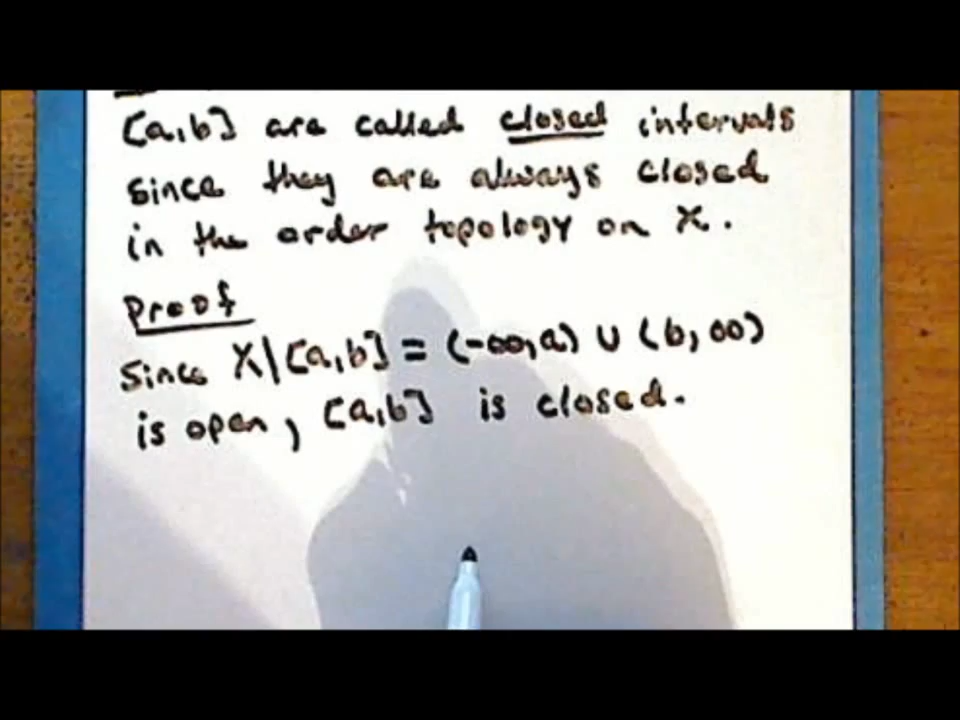 [a,b] are called closed intervals
since they are always closed
in the order topology on X.
Proof
Since X\[a,b] = (-∞,a) ∪ (b,∞)
is open, [a,b] is closed.